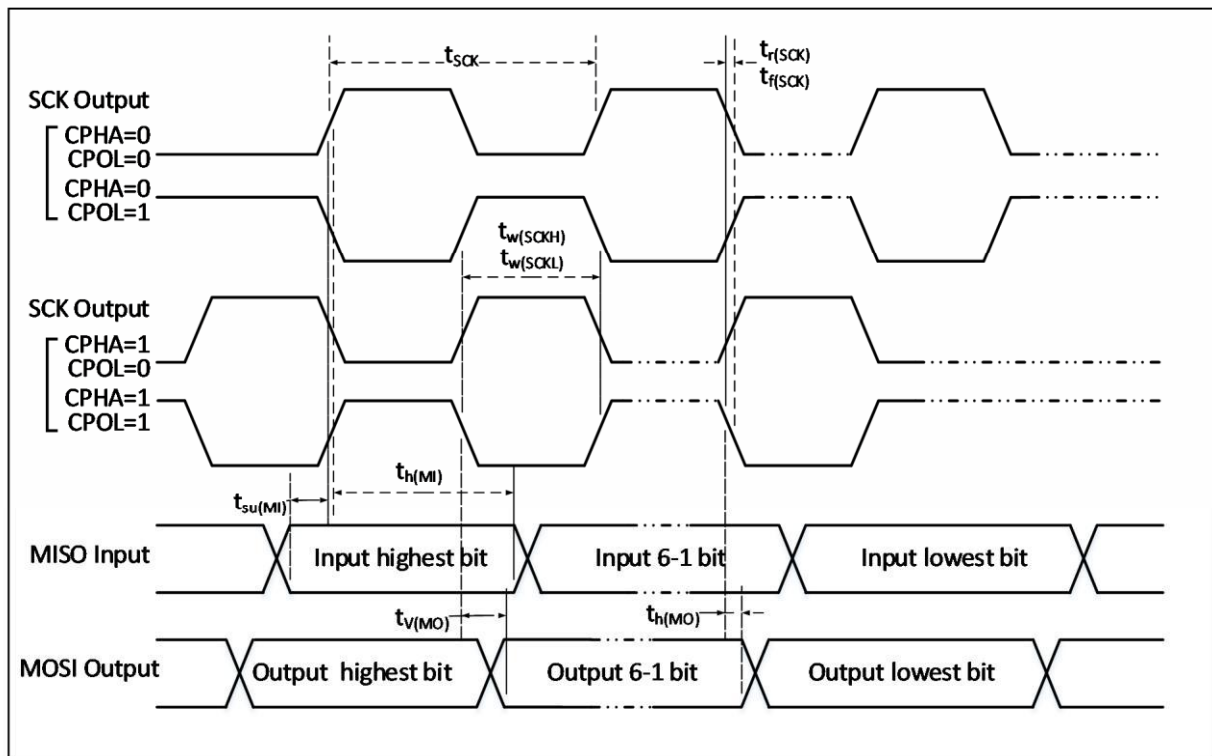 tSCK
tr(SCK)
tf(SCK)
SCK Output
CPHA=0
CPOL=0
CPHA=0
CPOL=1
tw(SCKH)
tw(SCKL)
SCK Output
CPHA=1
CPOL=0
CPHA=1
CPOL=1
th(MI)
tsu(MI)
MISO Input
Input highest bit
Input 6-1 bit
Input lowest bit
tV(MO)
th(MO)
MOSI Output
Output highest bit
Output 6-1 bit
Output lowest bit